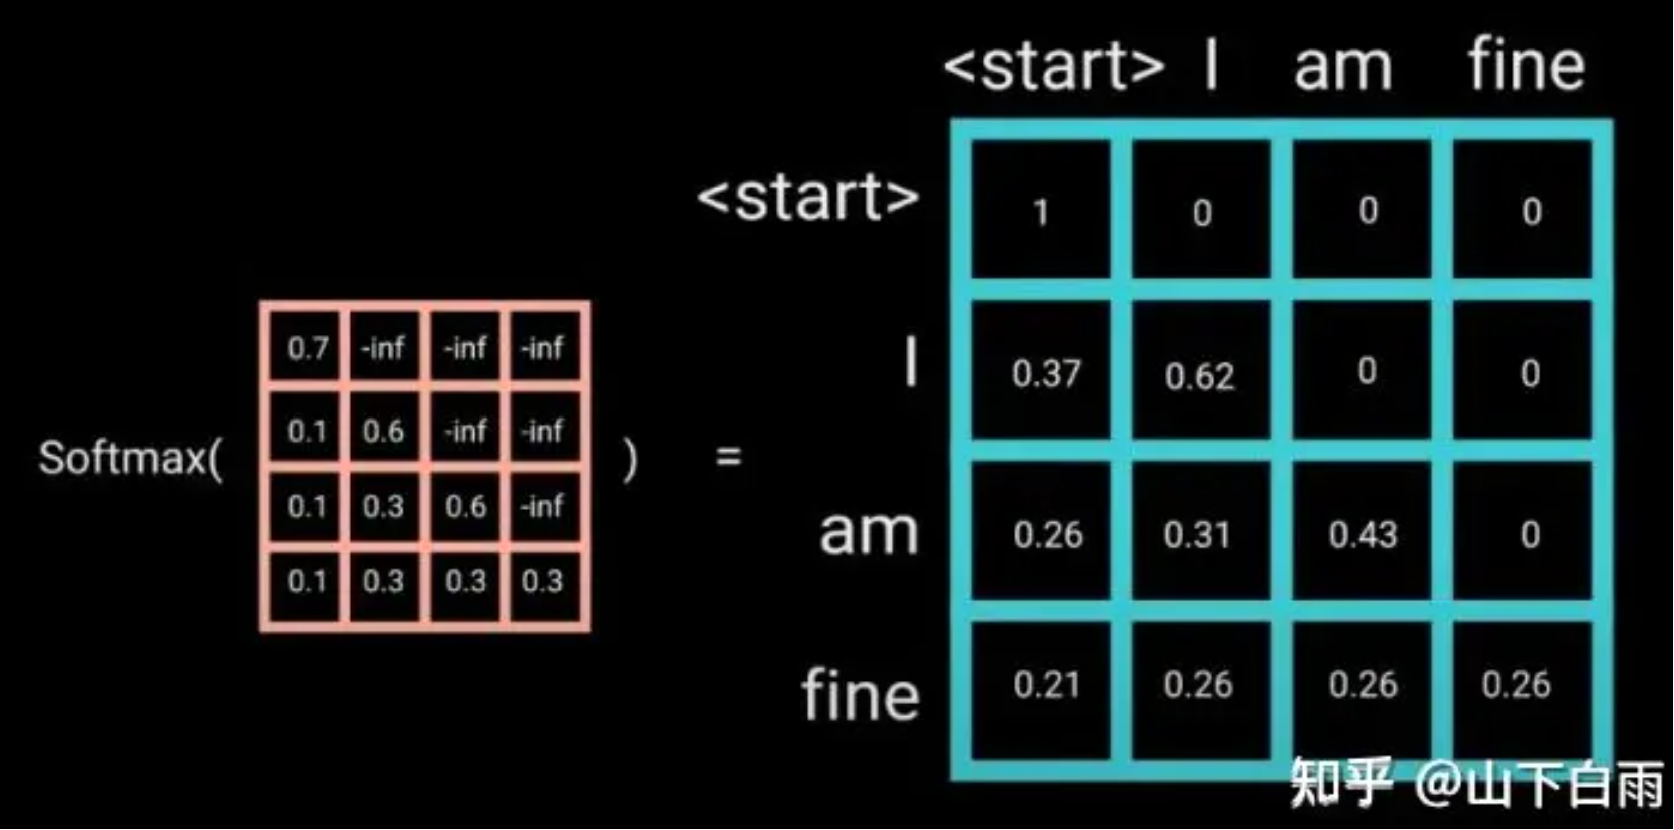 <start> I am fine
<start> 1 0 0 0
I 0.37 0.62 0 0
am 0.26 0.31 0.43 0
fine 0.21 0.26 0.26 0.26
Softmax(
0.7 -inf -inf -inf
0.1 0.6 -inf -inf
0.1 0.3 0.6 -inf
0.1 0.3 0.3 0.3
) =
知乎 @山下白雨